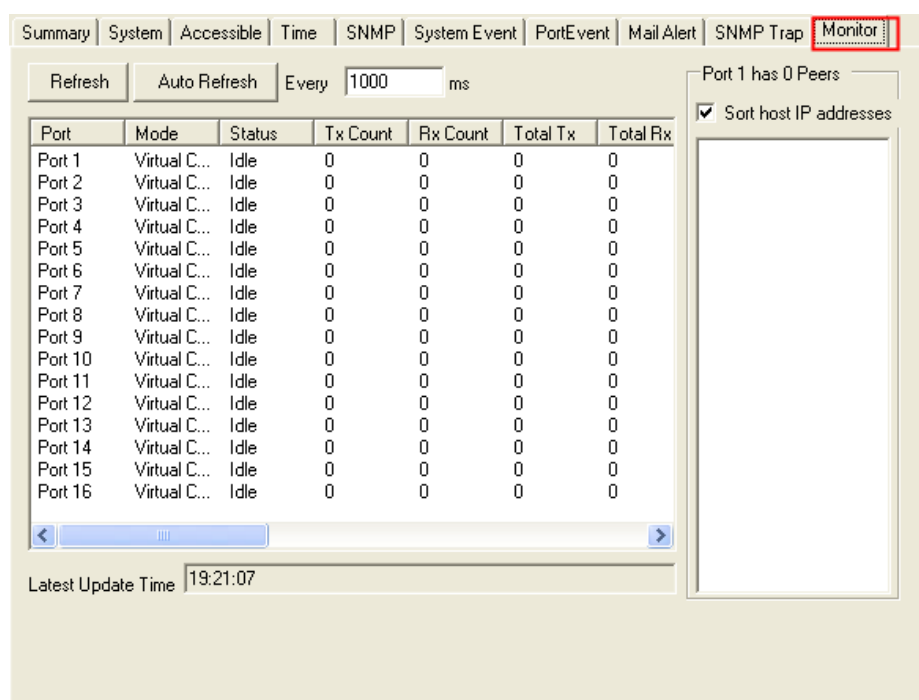 Summary System Accessible Time SNMP System Event PortEvent Mail Alert SNMP Trap Monitor
Refresh Auto Refresh Every 1000 ms
Port Mode Status Tx Count Rx Count Total Tx Total Rx
Port 1 Virtual C... Idle 0 0 0 0
Port 2 Virtual C... Idle 0 0 0 0
Port 3 Virtual C... Idle 0 0 0 0
Port 4 Virtual C... Idle 0 0 0 0
Port 5 Virtual C... Idle 0 0 0 0
Port 6 Virtual C... Idle 0 0 0 0
Port 7 Virtual C... Idle 0 0 0 0
Port 8 Virtual C... Idle 0 0 0 0
Port 9 Virtual C... Idle 0 0 0 0
Port 10 Virtual C... Idle 0 0 0 0
Port 11 Virtual C... Idle 0 0 0 0
Port 12 Virtual C... Idle 0 0 0 0
Port 13 Virtual C... Idle 0 0 0 0
Port 14 Virtual C... Idle 0 0 0 0
Port 15 Virtual C... Idle 0 0 0 0
Port 16 Virtual C... Idle 0 0 0 0
Latest Update Time 19:21:07
Port 1 has 0 Peers
Sort host IP addresses